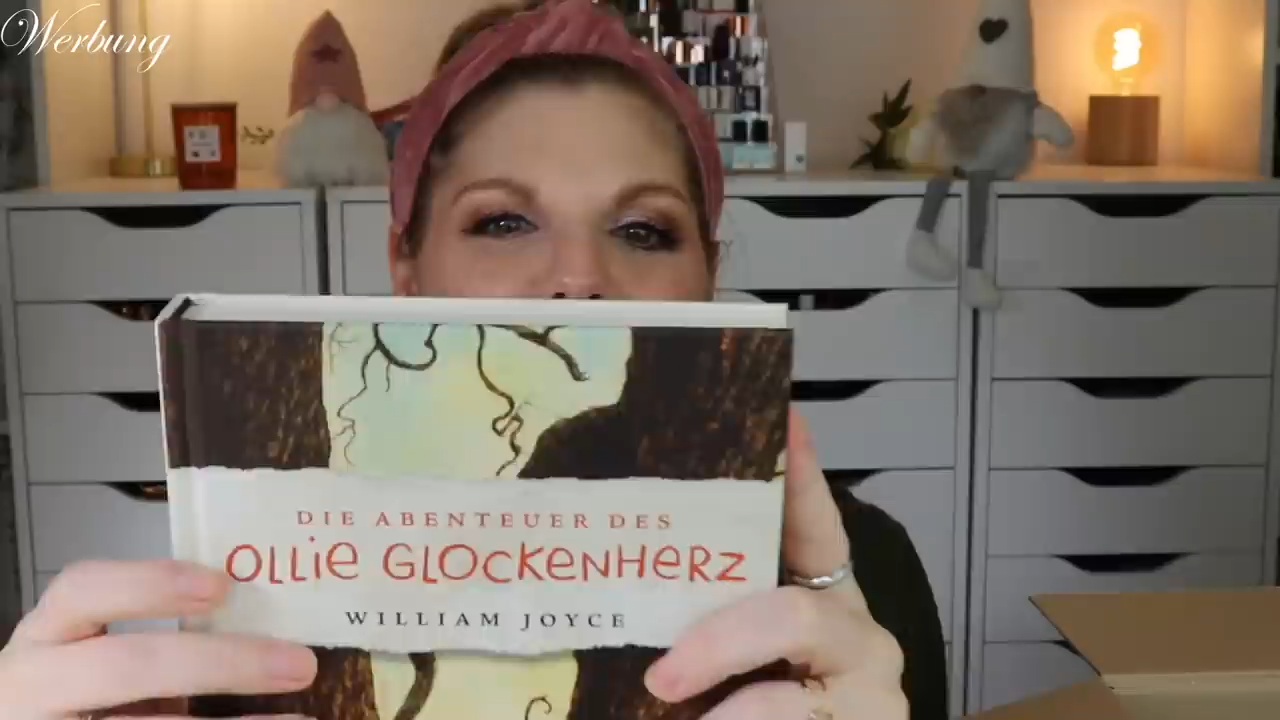 Werbung
DIE ABENTEUER DES
OLLIE GLOCKENHERZ
WILLIAM JOYCE